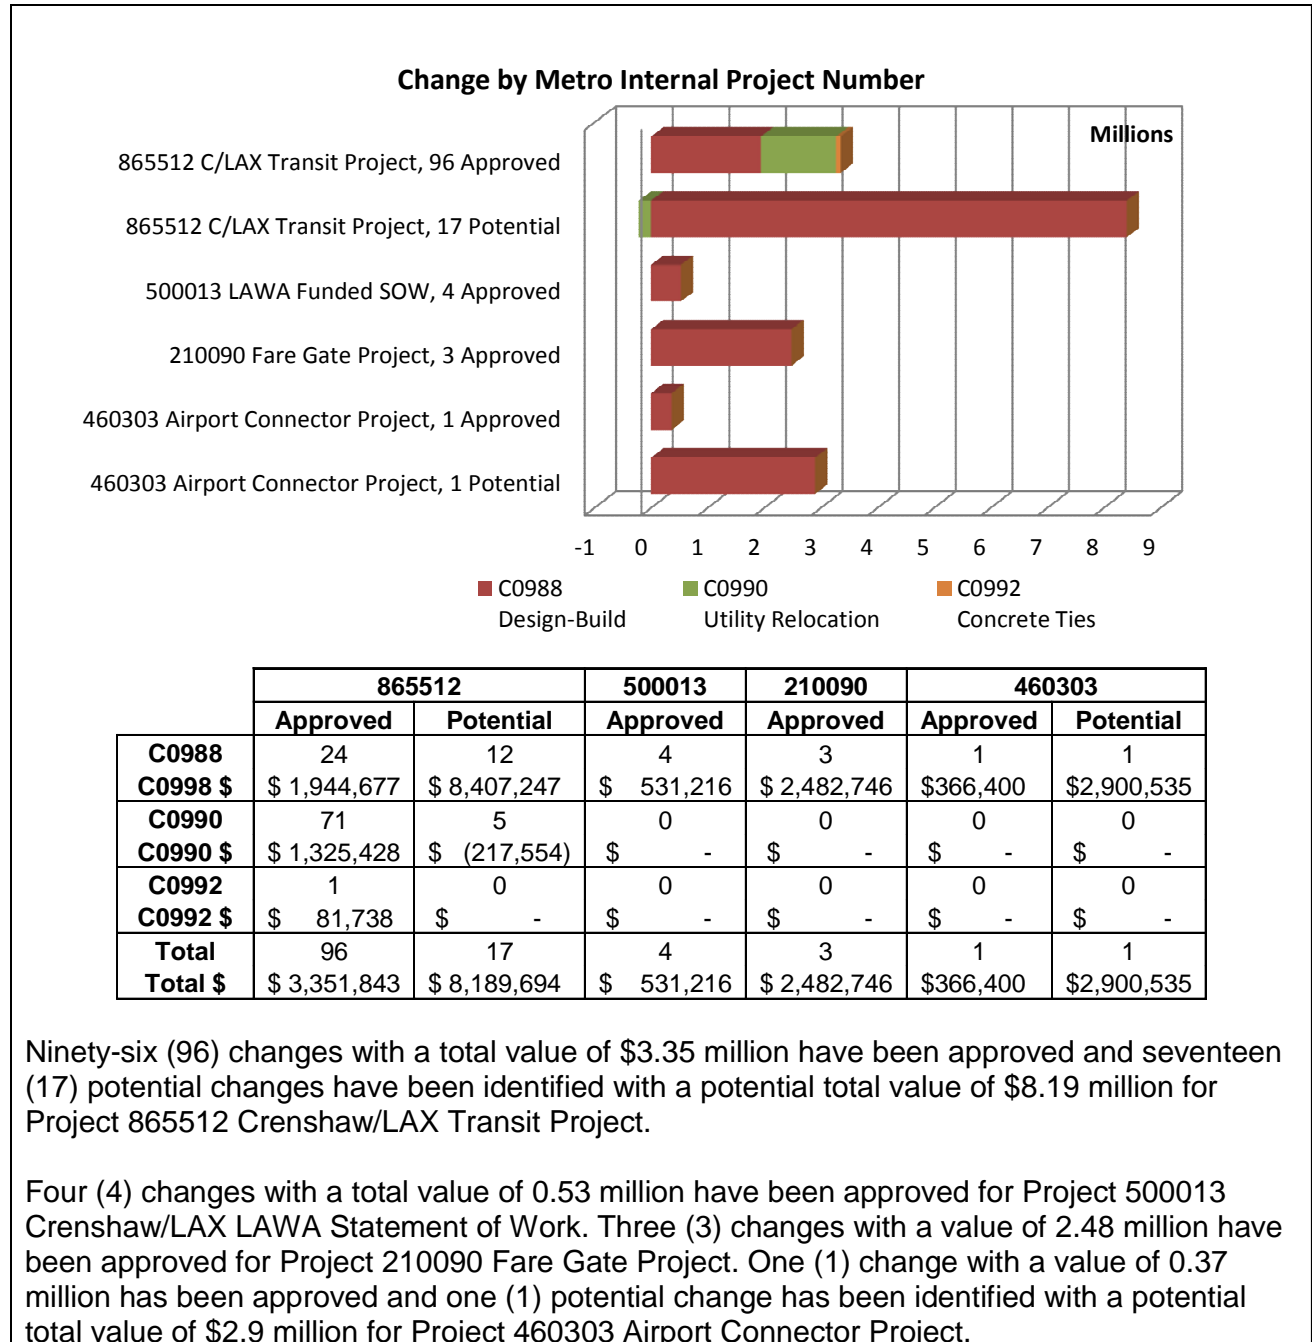 Change by Metro Internal Project Number
Millions
865512 C/LAX Transit Project, 96 Approved
865512 C/LAX Transit Project, 17 Potential
500013 LAWA Funded SOW, 4 Approved
210090 Fare Gate Project, 3 Approved
460303 Airport Connector Project, 1 Approved
460303 Airport Connector Project, 1 Potential
-1 0 1 2 3 4 5 6 7 8 9
C0988 C0990 C0992
Design-Build Utility Relocation Concrete Ties
865512 500013 210090 460303
Approved Potential Approved Approved Approved Potential
C0988 24 12 4 3 1 1
C0998 $ $ 1,944,677 $ 8,407,247 $ 531,216 $ 2,482,746 $366,400 $2,900,535
C0990 71 5 0 0 0 0
C0990 $ $ 1,325,428 $ (217,554) $ - $ - $ - $ -
C0992 1 0 0 0 0 0
C0992 $ $ 81,738 $ - $ - $ - $ - $ -
Total 96 17 4 3 1 1
Total $ $ 3,351,843 $ 8,189,694 $ 531,216 $ 2,482,746 $366,400 $2,900,535
Ninety-six (96) changes with a total value of $3.35 million have been approved and seventeen
(17) potential changes have been identified with a potential total value of $8.19 million for
Project 865512 Crenshaw/LAX Transit Project.
Four (4) changes with a total value of 0.53 million have been approved for Project 500013
Crenshaw/LAX LAWA Statement of Work. Three (3) changes with a value of 2.48 million have
been approved for Project 210090 Fare Gate Project. One (1) change with a value of 0.37
million has been approved and one (1) potential change has been identified with a potential
total value of $2.9 million for Project 460303 Airport Connector Project.